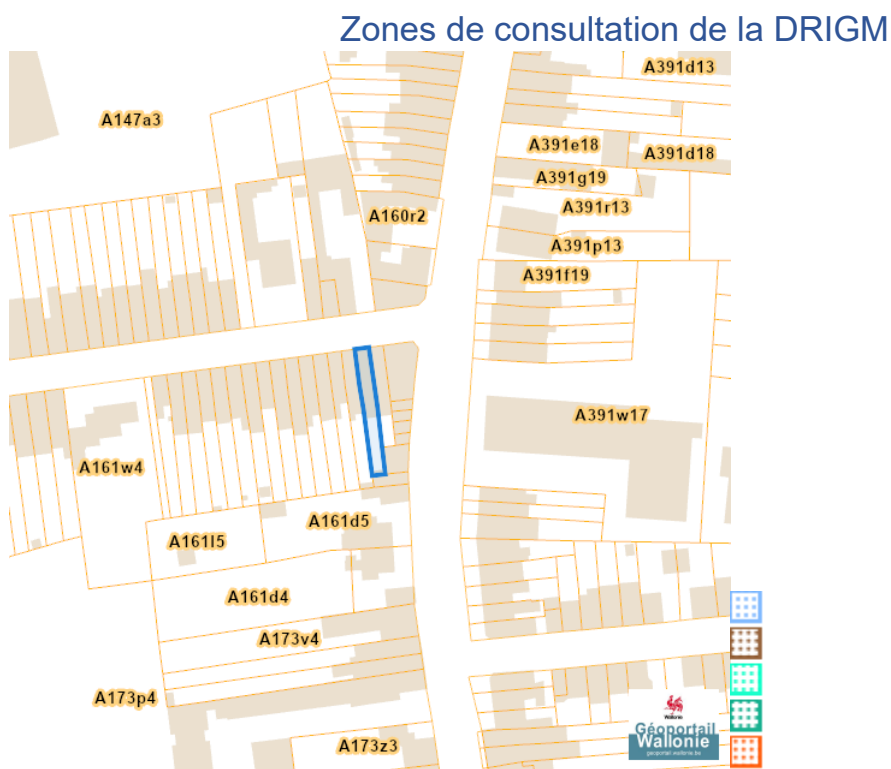 Zones de consultation de la DRIGM
A391d13
A147a3
A391e18
A391d18
A391g19
A391r13
A160r2
A391p13
A391f19
A391w17
A161w4
A161d5
A161l5
A161d4
A173v4
A173p4
A173z3
Wallonie
Géoportail
Wallonie
geoportail.wallonie.be